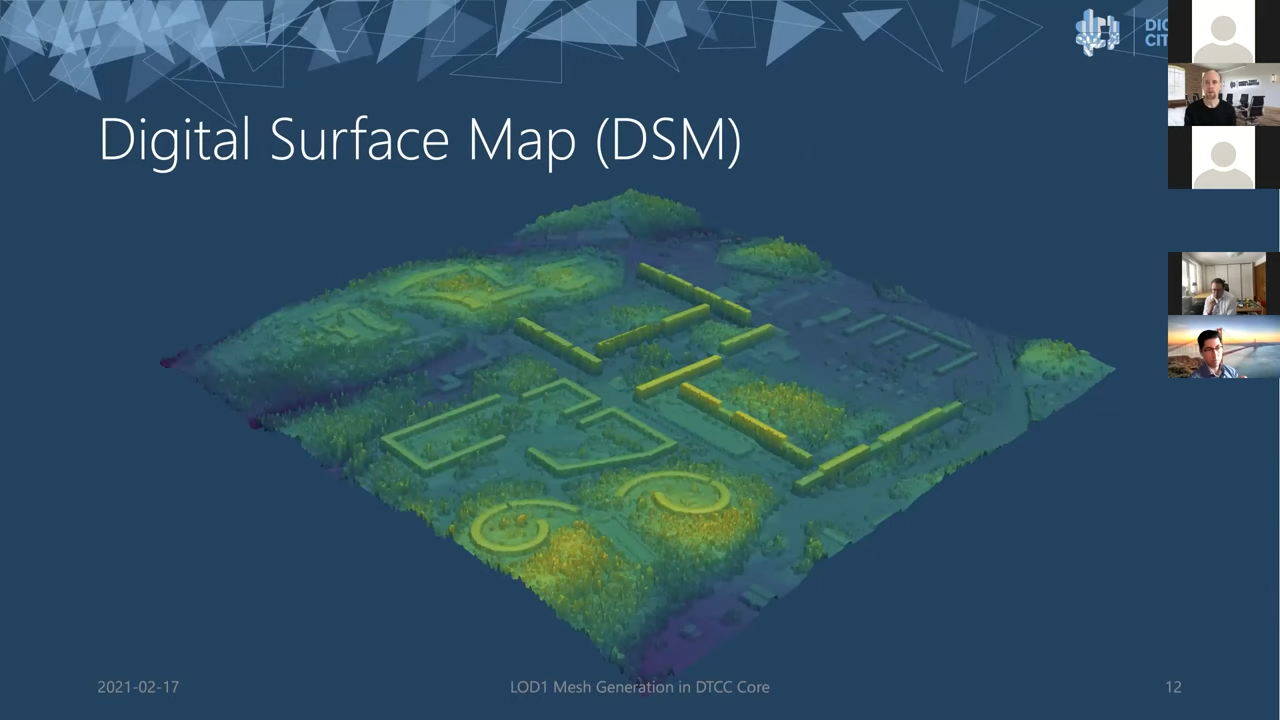 Digital Surface Map (DSM)
2021-02-17
LOD1 Mesh Generation in DTCC Core
12